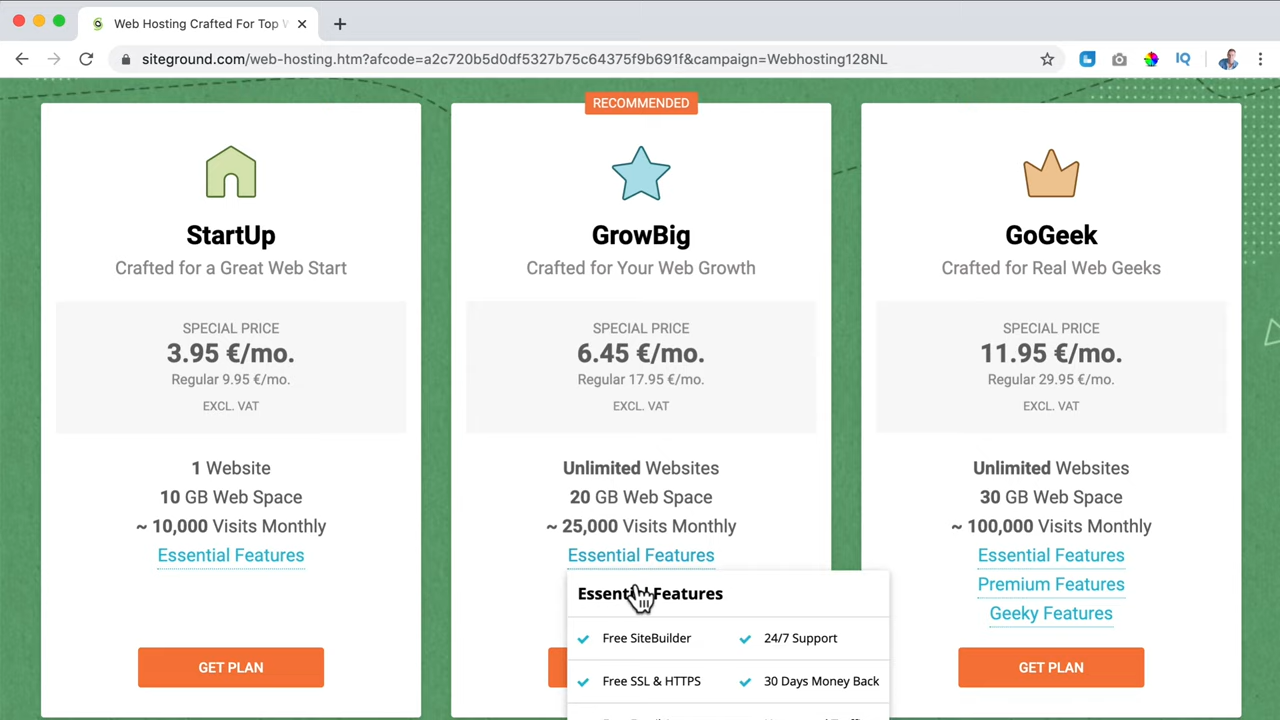 Web Hosting Crafted For Top
siteground.com/web-hosting.htm?afcode=a2c720b5d0df5327b75c64375f9b691f&campaign=Webhosting128NL
IQ
RECOMMENDED
StartUp
Crafted for a Great Web Start
SPECIAL PRICE
3.95 €/mo.
Regular 9.95 €/mo.
EXCL. VAT
1 Website
10 GB Web Space
~ 10,000 Visits Monthly
Essential Features
GET PLAN
GrowBig
Crafted for Your Web Growth
SPECIAL PRICE
6.45 €/mo.
Regular 17.95 €/mo.
EXCL. VAT
Unlimited Websites
20 GB Web Space
~ 25,000 Visits Monthly
Essential Features
Essential Features
Free SiteBuilder
24/7 Support
Free SSL & HTTPS
30 Days Money Back
GoGeek
Crafted for Real Web Geeks
SPECIAL PRICE
11.95 €/mo.
Regular 29.95 €/mo.
EXCL. VAT
Unlimited Websites
30 GB Web Space
~ 100,000 Visits Monthly
Essential Features
Premium Features
Geeky Features
GET PLAN